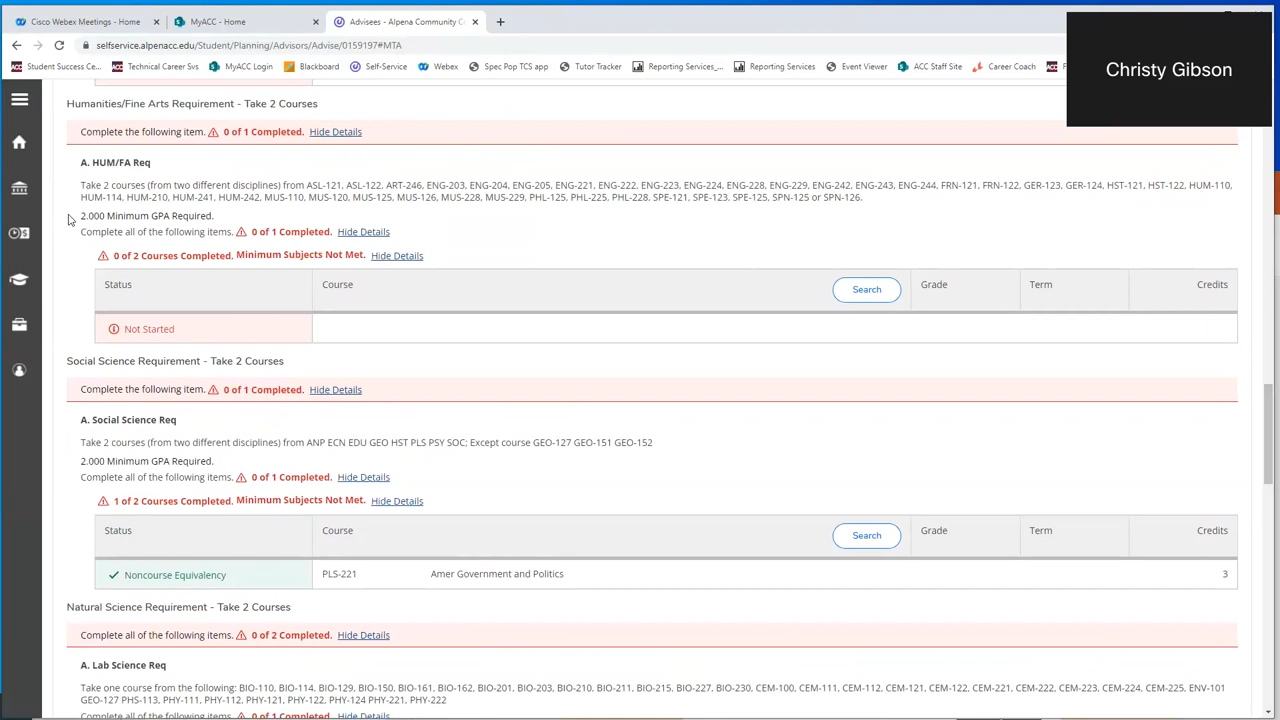 Cisco Webex Meetings - Home
MyACC - Home
Advisees - Alpena Community C
selfservice.alpenacc.edu/Student/Planning/Advisors/Advise/0159197#MTA
Student Success Ce... Technical Career Svs MyACC Login Blackboard Self-Service Webex Spec Pop TCS app Tutor Tracker Reporting Services_... Reporting Services Event Viewer ACC Staff Site Career Coach
Christy Gibson
Humanities/Fine Arts Requirement - Take 2 Courses
Complete the following item. 0 of 1 Completed. Hide Details
A. HUM/FA Req
Take 2 courses (from two different disciplines) from ASL-121, ASL-122, ART-246, ENG-203, ENG-204, ENG-205, ENG-221, ENG-222, ENG-223, ENG-224, ENG-228, ENG-229, ENG-242, ENG-243, ENG-244, FRN-121, FRN-122, GER-123, GER-124, HST-121, HST-122, HUM-110,
HUM-114, HUM-210, HUM-241, HUM-242, MUS-110, MUS-120, MUS-125, MUS-126, MUS-228, MUS-229, PHL-125, PHL-225, PHL-228, SPE-121, SPE-123, SPE-125, SPN-125 or SPN-126.
2.000 Minimum GPA Required.
Complete all of the following items. 0 of 1 Completed. Hide Details
0 of 2 Courses Completed. Minimum Subjects Not Met. Hide Details
Status Course Search Grade Term Credits
Not Started
Social Science Requirement - Take 2 Courses
Complete the following item. 0 of 1 Completed. Hide Details
A. Social Science Req
Take 2 courses (from two different disciplines) from ANP ECN EDU GEO HST PLS PSY SOC; Except course GEO-127 GEO-151 GEO-152
2.000 Minimum GPA Required.
Complete all of the following items. 0 of 1 Completed. Hide Details
1 of 2 Courses Completed. Minimum Subjects Not Met. Hide Details
Status Course Search Grade Term Credits
Noncourse Equivalency PLS-221 Amer Government and Politics 3
Natural Science Requirement - Take 2 Courses
Complete all of the following items. 0 of 2 Completed. Hide Details
A. Lab Science Req
Take one course from the following: BIO-110, BIO-114, BIO-129, BIO-150, BIO-161, BIO-162, BIO-201, BIO-203, BIO-210, BIO-211, BIO-215, BIO-227, BIO-230, CEM-100, CEM-111, CEM-112, CEM-121, CEM-122, CEM-221, CEM-222, CEM-223, CEM-224, CEM-225, ENV-101
GEO-127 PHS-113, PHY-111, PHY-112, PHY-121, PHY-122, PHY-124 PHY-221, PHY-222
Complete all of the following items. 0 of 1 Completed. Hide Details